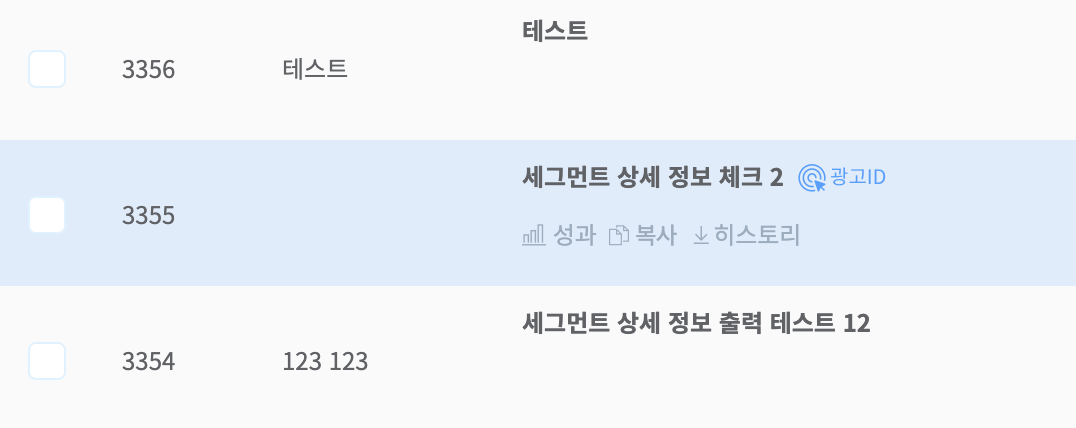 테스트
3356 테스트
세그먼트 상세 정보 체크 2 광고ID
3355
성과 복사 히스토리
세그먼트 상세 정보 출력 테스트 12
3354 123 123